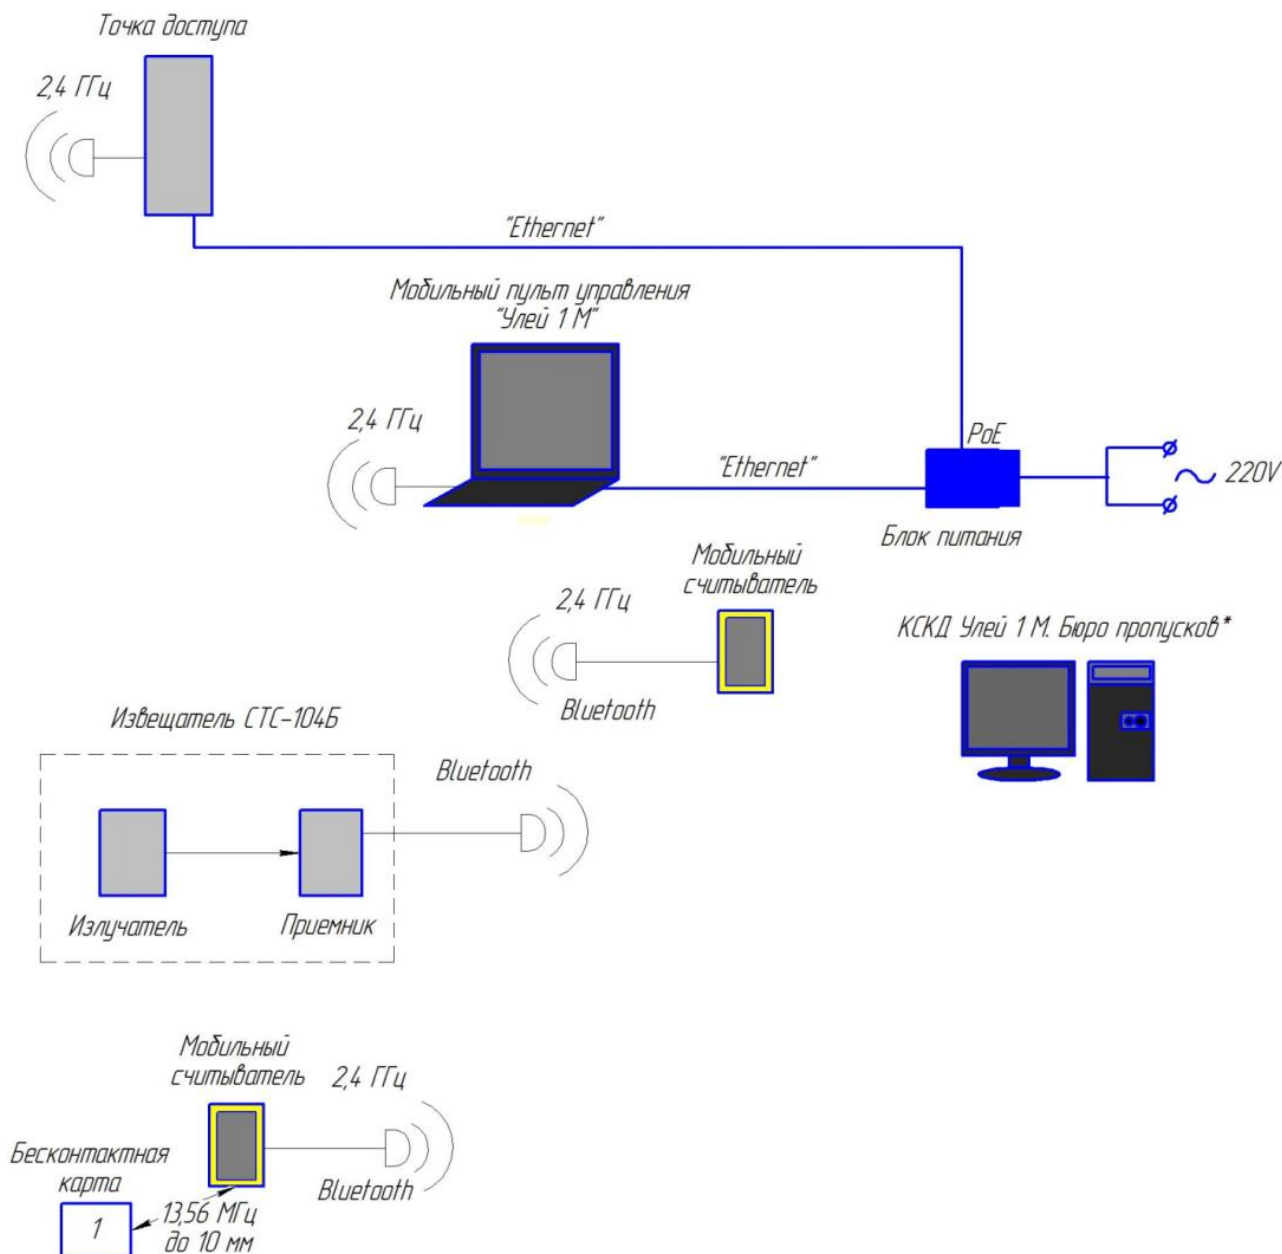 Точка доступа
2,4 ГГц
"Ethernet"
Мобильный пульт управления
"Улей 1 М"
2,4 ГГц
"Ethernet"
PoE
220V
Блок питания
Мобильный
считыватель
2,4 ГГц
Bluetooth
КСКД Улей 1 М. Бюро пропусков*
Извещатель СТС-104Б
Bluetooth
Излучатель
Приемник
Мобильный
считыватель
2,4 ГГц
Bluetooth
Бесконтактная
карта
1
13,56 МГц
до 10 мм